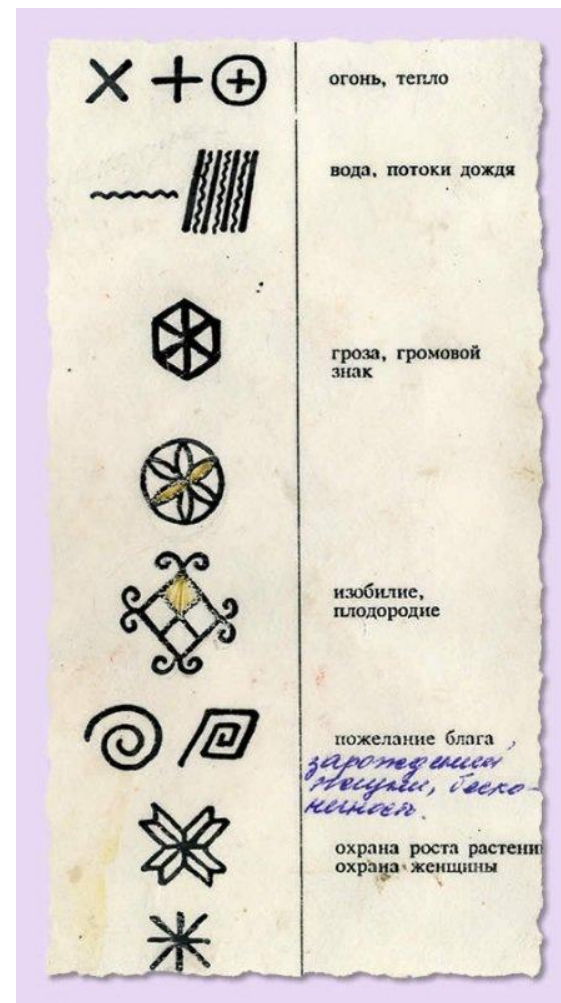 огонь, тепло
вода, потоки дождя
гроза, громовой
знак
изобилие,
плодородие
пожелание блага,
зарождения
жизни, беско-
нечность.
охрана роста растени
охрана женщины